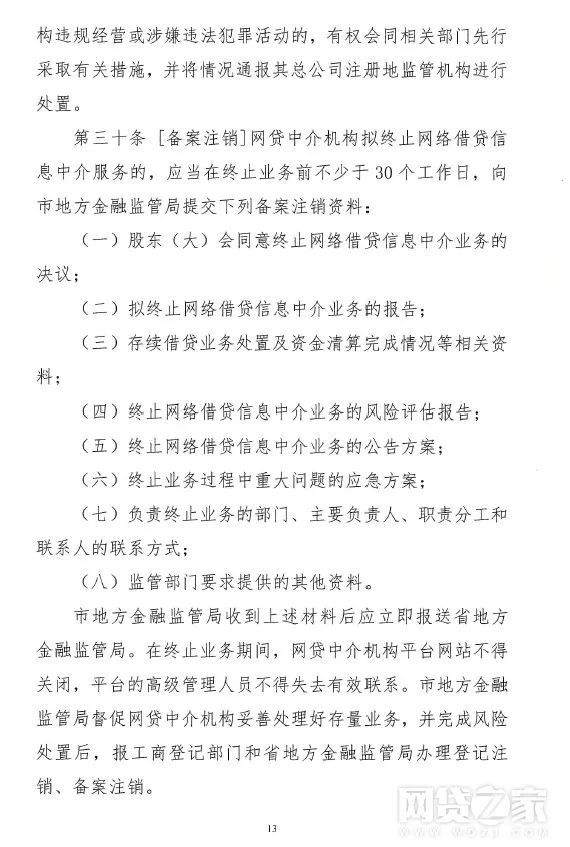 构违规经营或涉嫌违法犯罪活动的，有权会同相关部门先行
采取有关措施，并将情况通报其总公司注册地监管机构进行
处置。
第三十条 [备案注销]网贷中介机构拟终止网络借贷信
息中介服务的，应当在终止业务前不少于 30 个工作日，向
市地方金融监管局提交下列备案注销资料：
（一）股东（大）会同意终止网络借贷信息中介业务的
决议；
（二）拟终止网络借贷信息中介业务的报告；
（三）存续借贷业务处置及资金清算完成情况等相关资
料；
（四）终止网络借贷信息中介业务的风险评估报告；
（五）终止网络借贷信息中介业务的公告方案；
（六）终止业务过程中重大问题的应急方案；
（七）负责终止业务的部门、主要负责人、职责分工和
联系人的联系方式；
（八）监管部门要求提供的其他资料。
市地方金融监管局收到上述材料后应立即报送省地方
金融监管局。在终止业务期间，网贷中介机构平台网站不得
关闭，平台的高级管理人员不得失去有效联系。市地方金融
监管局督促网贷中介机构妥善处理好存量业务，并完成风险
处置后，报工商登记部门和省地方金融监管局办理登记注
销、备案注销。
13
网贷之家
WDZJ.COM